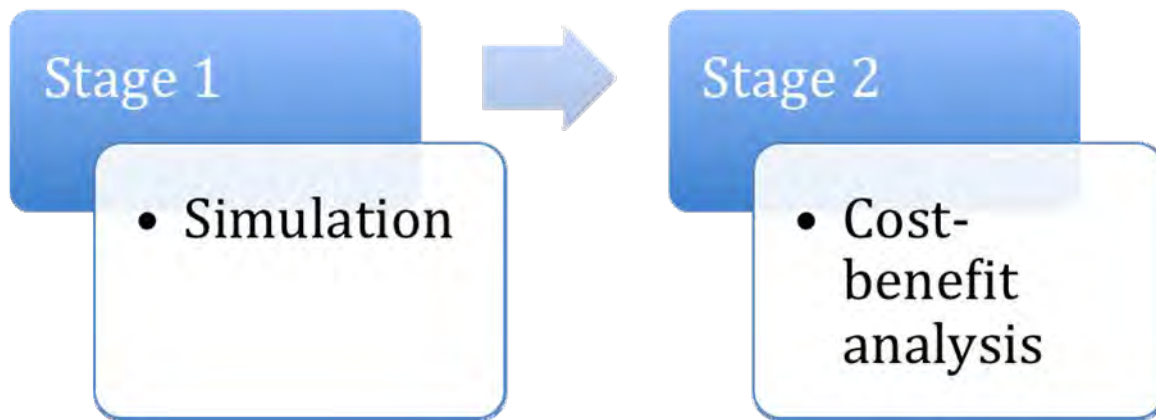 Stage 1
• Simulation
Stage 2
• Cost-
benefit
analysis